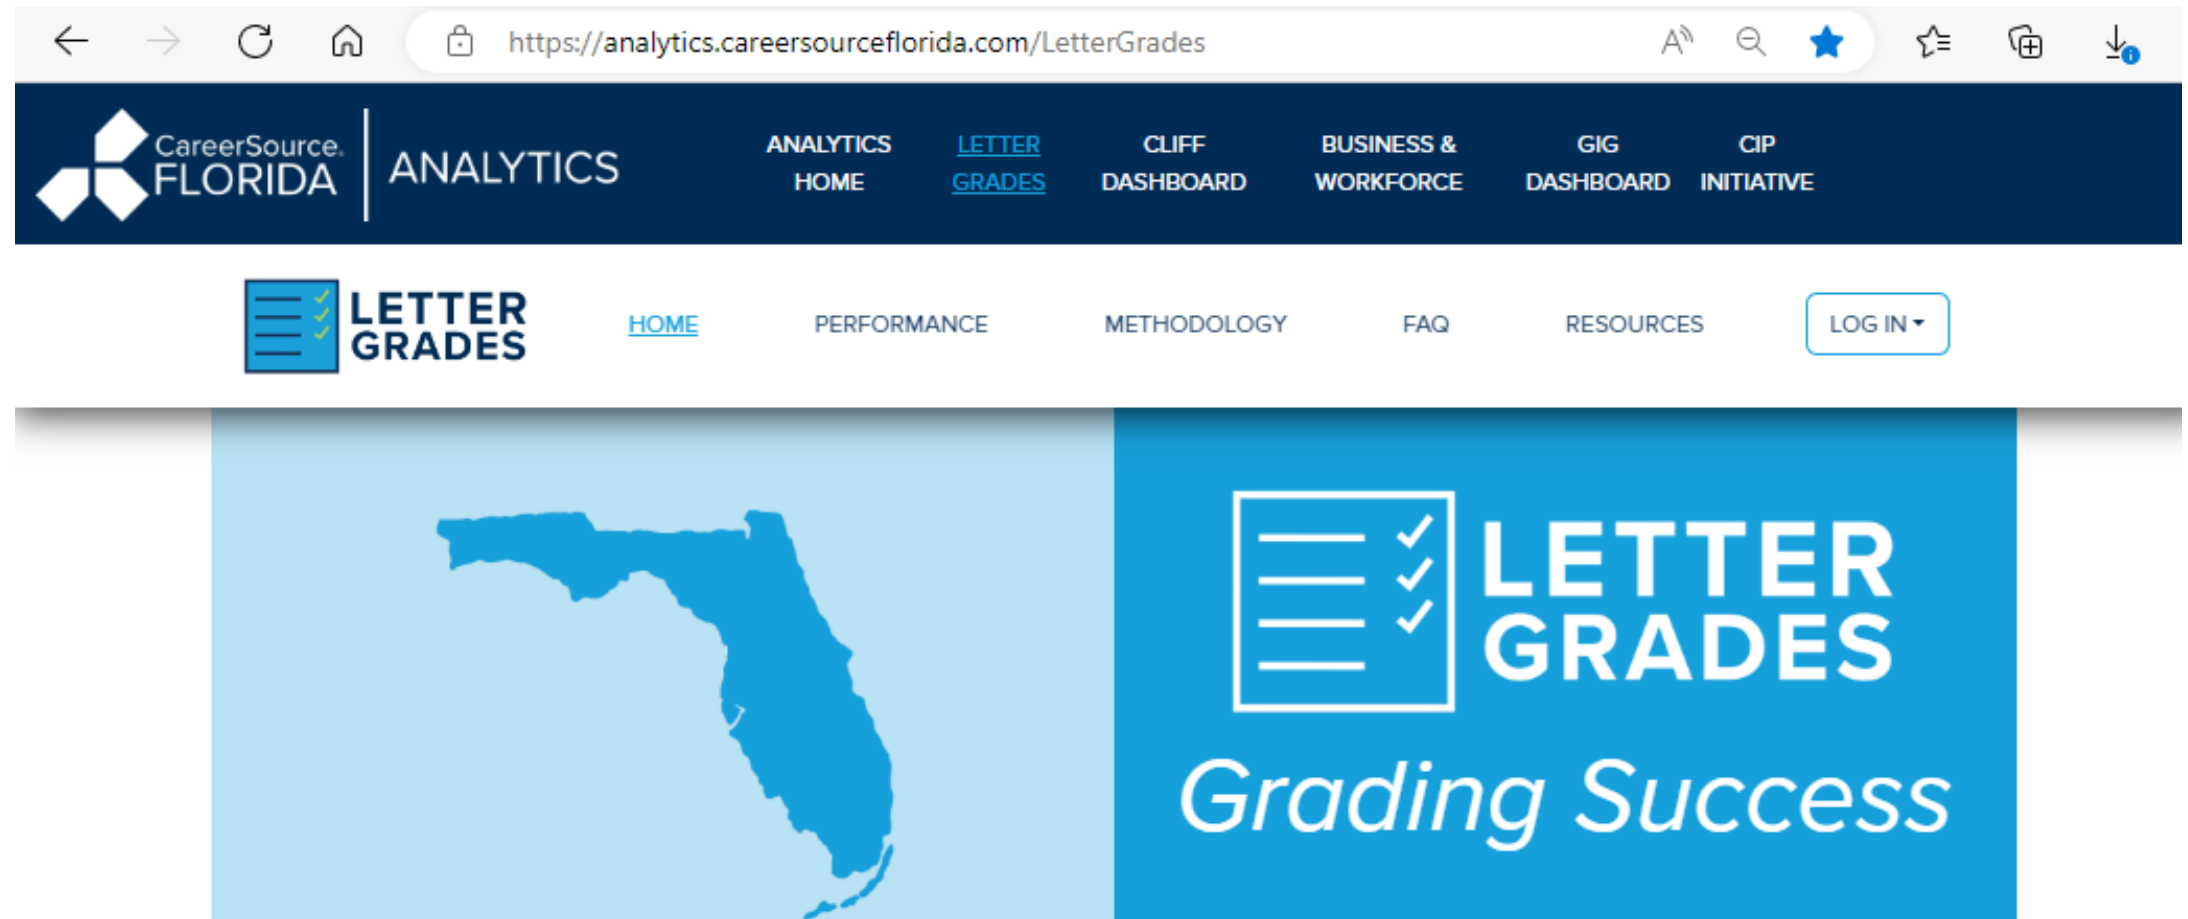 https://analytics.careersourceflorida.com/LetterGrades
CareerSource.
FLORIDA
ANALYTICS
ANALYTICS
HOME
LETTER
GRADES
CLIFF
DASHBOARD
BUSINESS &
WORKFORCE
GIG
DASHBOARD
CIP
INITIATIVE
LETTER
GRADES
HOME
PERFORMANCE
METHODOLOGY
FAQ
RESOURCES
LOG IN
LETTER
GRADES
Grading Success